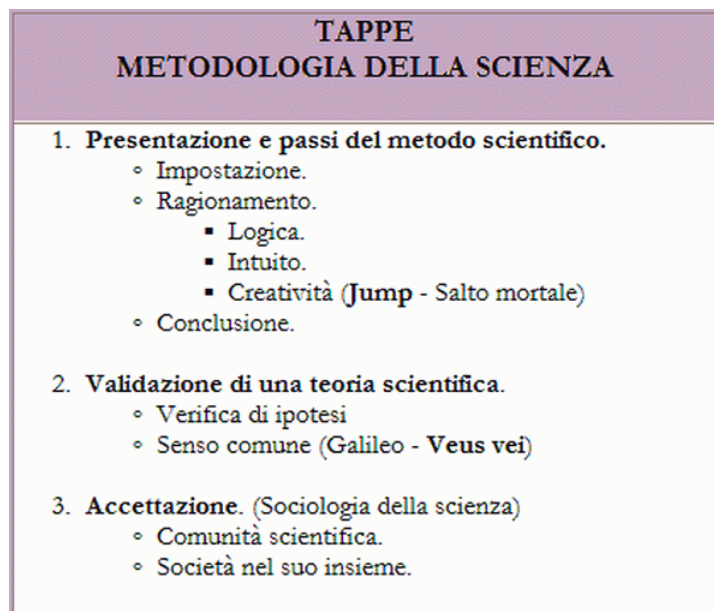 TAPPE
METODOLOGIA DELLA SCIENZA
1. Presentazione e passi del metodo scientifico.
◦ Impostazione.
◦ Ragionamento.
▪ Logica.
▪ Intuito.
▪ Creatività (Jump - Salto mortale)
◦ Conclusione.
2. Validazione di una teoria scientifica.
◦ Verifica di ipotesi
◦ Senso comune (Galileo - Veus vei)
3. Accettazione. (Sociologia della scienza)
◦ Comunità scientifica.
◦ Società nel suo insieme.